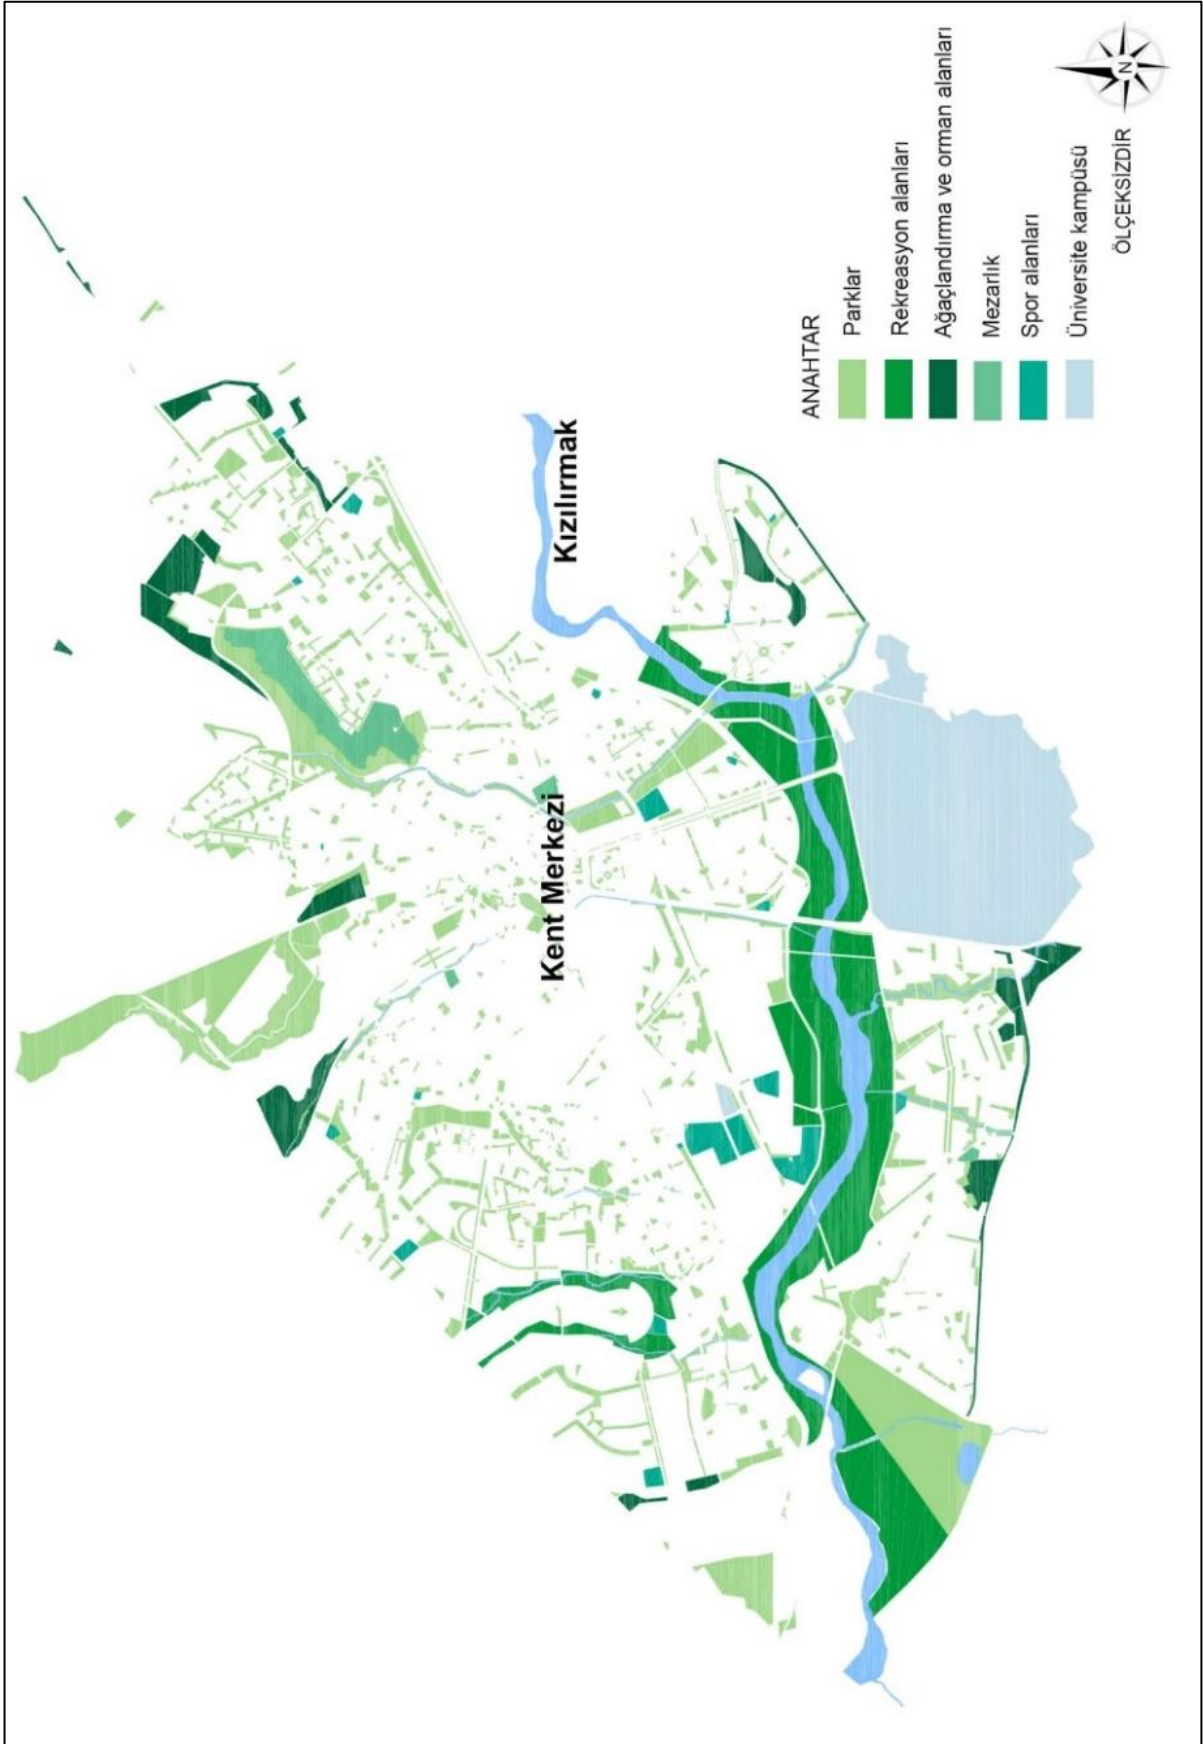 Kızılırmak
Kent Merkezi
ANAHTAR
Parklar
Rekreasyon alanları
Ağaçlandırma ve orman alanları
Mezarlık
Spor alanları
Üniversite kampüsü
ÖLÇEKSİZDİR
N